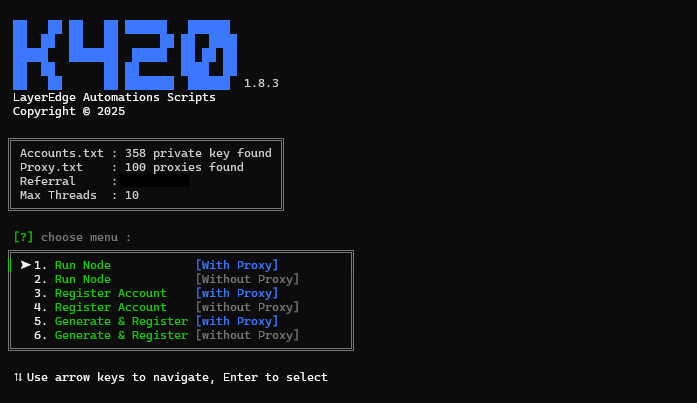 K420
1.8.3
LayerEdge Automations Scripts
Copyright © 2025
Accounts.txt : 358 private key found
Proxy.txt    : 100 proxies found
Referral     :
Max Threads  : 10
[?] choose menu :
➤ 1. Run Node            [With Proxy]
2. Run Node            [Without Proxy]
3. Register Account    [with Proxy]
4. Register Account    [without Proxy]
5. Generate & Register [with Proxy]
6. Generate & Register [without Proxy]
⇅ Use arrow keys to navigate, Enter to select